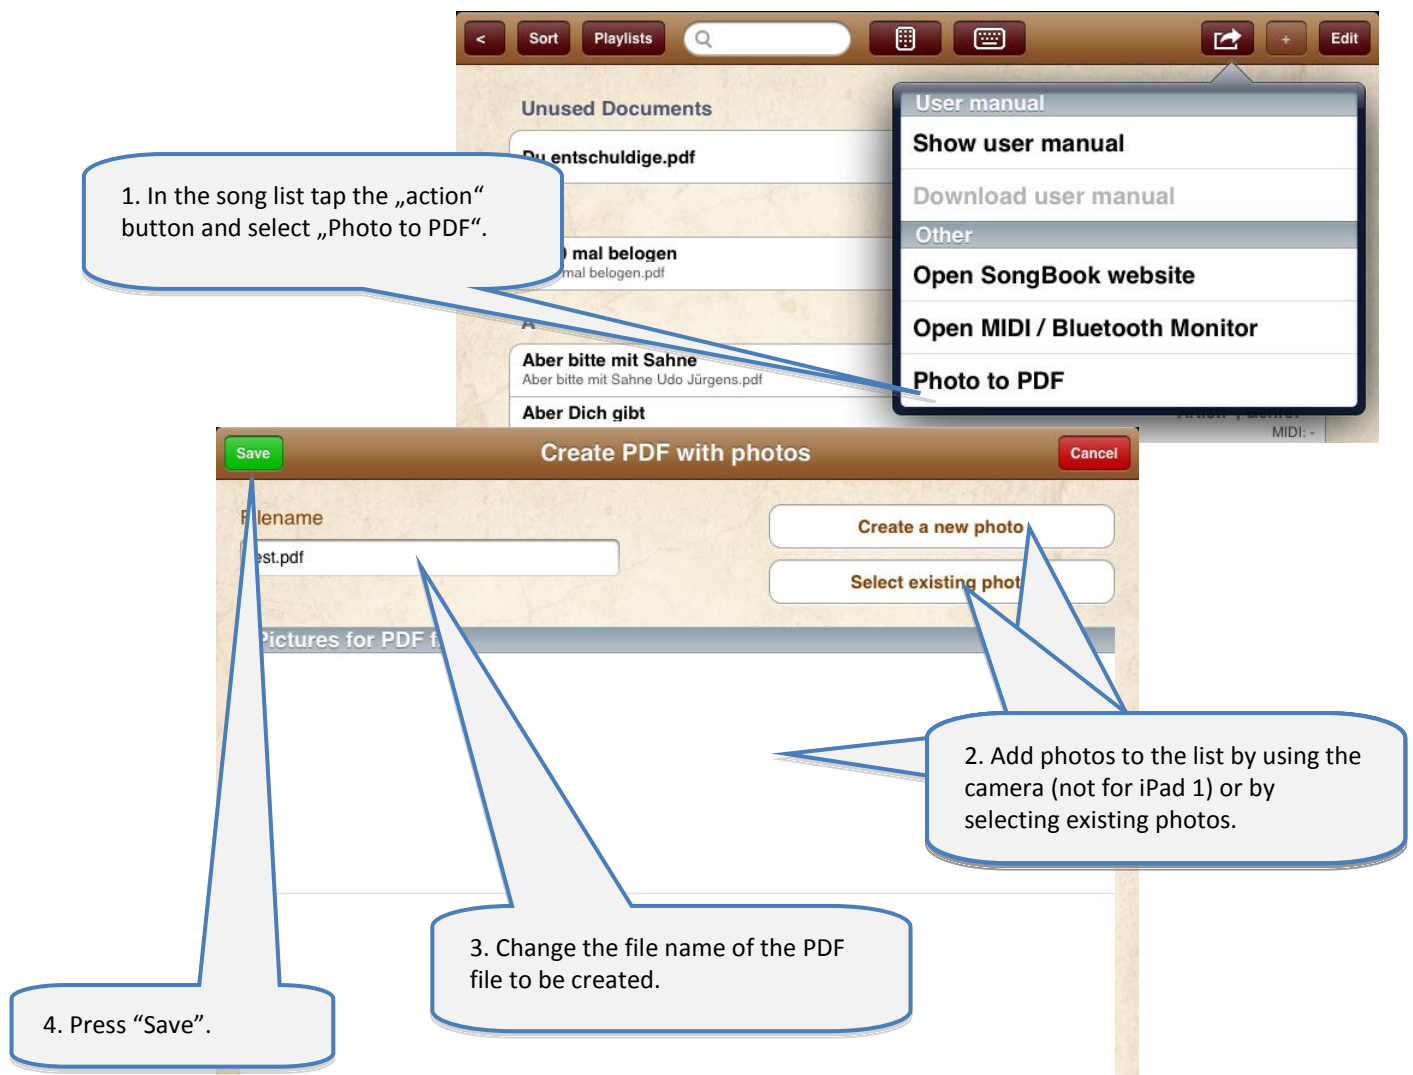 < Sort Playlists + Edit
Unused Documents
entschuldige.pdf
mal belogen
mal belogen.pdf
Aber bitte mit Sahne
Aber bitte mit Sahne Udo Jürgens.pdf
Aber Dich gibt
MIDI: -
User manual
Show user manual
Download user manual
Other
Open SongBook website
Open MIDI / Bluetooth Monitor
Photo to PDF
1. In the song list tap the „action“
button and select „Photo to PDF“.
Save Create PDF with photos Cancel
Filename
est.pdf
Create a new photo
Select existing phot
Pictures for PDF f
2. Add photos to the list by using the
camera (not for iPad 1) or by
selecting existing photos.
3. Change the file name of the PDF
file to be created.
4. Press “Save”.